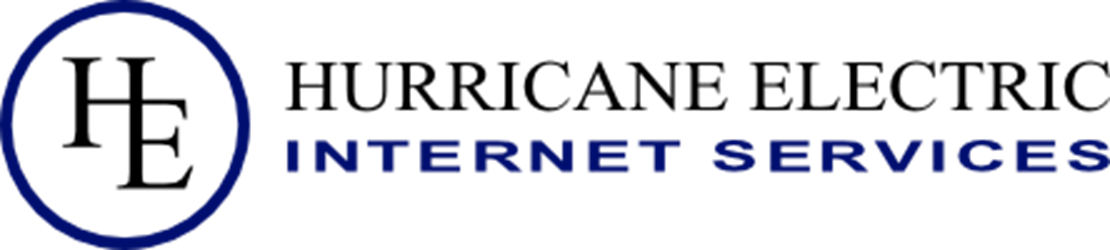 HE
HURRICANE ELECTRIC
INTERNET SERVICES